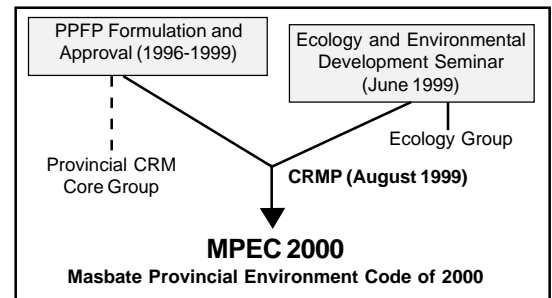 PPFP Formulation and
Approval (1996-1999)
Ecology and Environmental
Development Seminar
(June 1999)
Ecology Group
Provincial CRM
Core Group
CRMP (August 1999)
MPEC 2000
Masbate Provincial Environment Code of 2000